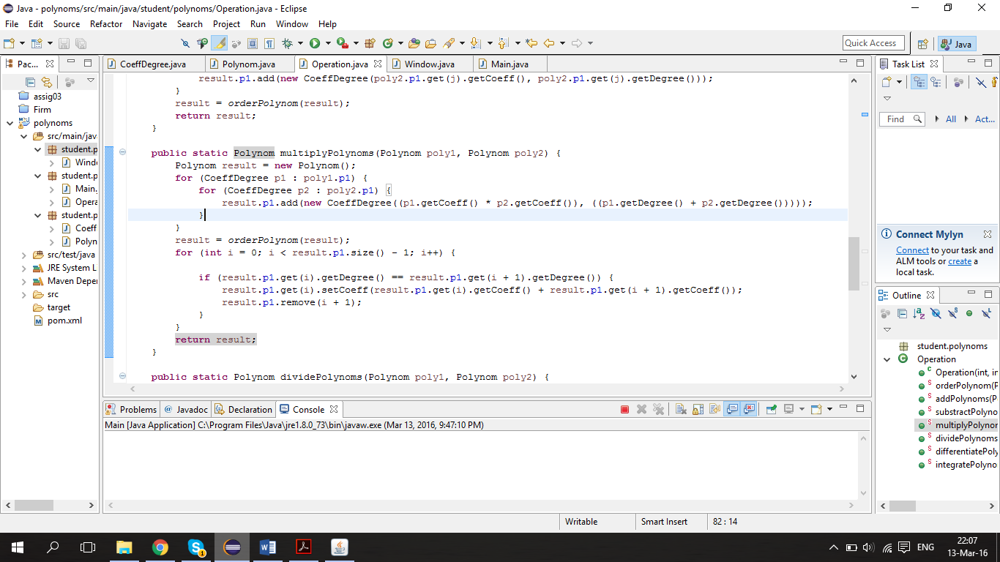 Java - polynoms/src/main/java/student/polynoms/Operation.java - Eclipse
File Edit Source Refactor Navigate Search Project Run Window Help
Quick Access
Java
Pac...
assig03
Firm
polynoms
src/main/java
student.p
Windo
student.p
Main.
Opera
student.p
Coeff
Polyn
src/test/java
JRE System L
Maven Deper
src
target
pom.xml
CoeffDegree.java Polynom.java Operation.java Window.java Main.java
result.p1.add(new CoeffDegree(poly2.p1.get(j).getCoeff(), poly2.p1.get(j).getDegree()));
}
result = orderPolynom(result);
return result;
}
public static Polynom multiplyPolynoms(Polynom poly1, Polynom poly2) {
Polynom result = new Polynom();
for (CoeffDegree p1 : poly1.p1) {
for (CoeffDegree p2 : poly2.p1) {
result.p1.add(new CoeffDegree((p1.getCoeff() * p2.getCoeff()), ((p1.getDegree() + p2.getDegree()))));
}
}
result = orderPolynom(result);
for (int i = 0; i < result.p1.size() - 1; i++) {
if (result.p1.get(i).getDegree() == result.p1.get(i + 1).getDegree()) {
result.p1.get(i).setCoeff(result.p1.get(i).getCoeff() + result.p1.get(i + 1).getCoeff());
result.p1.remove(i + 1);
}
}
return result;
}
public static Polynom dividePolynoms(Polynom poly1, Polynom poly2) {
Problems @ Javadoc Declaration Console
Main [Java Application] C:\Program Files\Java\jre1.8.0_73\bin\javaw.exe (Mar 13, 2016, 9:47:10 PM)
Task List
Find All Act...
Connect Mylyn
Connect to your task and
ALM tools or create a
local task.
Outline
student.polynoms
Operation
Operation(int, in
orderPolynom(P
addPolynoms(P
substractPolyno
multiplyPolynor
dividePolynoms
differentiatePoly
integratePolyno
Writable Smart Insert 82 : 14
1
ENG
22:07
13-Mar-16